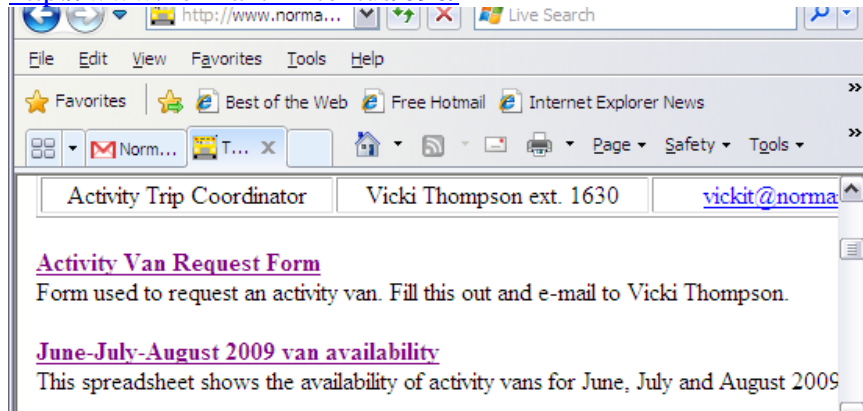 http://www.norma... Live Search
File Edit View Favorites Tools Help
Favorites Best of the Web Free Hotmail Internet Explorer News
Norm... T... Page Safety Tools
Activity Trip Coordinator Vicki Thompson ext. 1630 vickit@norma
Activity Van Request Form
Form used to request an activity van. Fill this out and e-mail to Vicki Thompson.
June-July-August 2009 van availability
This spreadsheet shows the availability of activity vans for June, July and August 2009